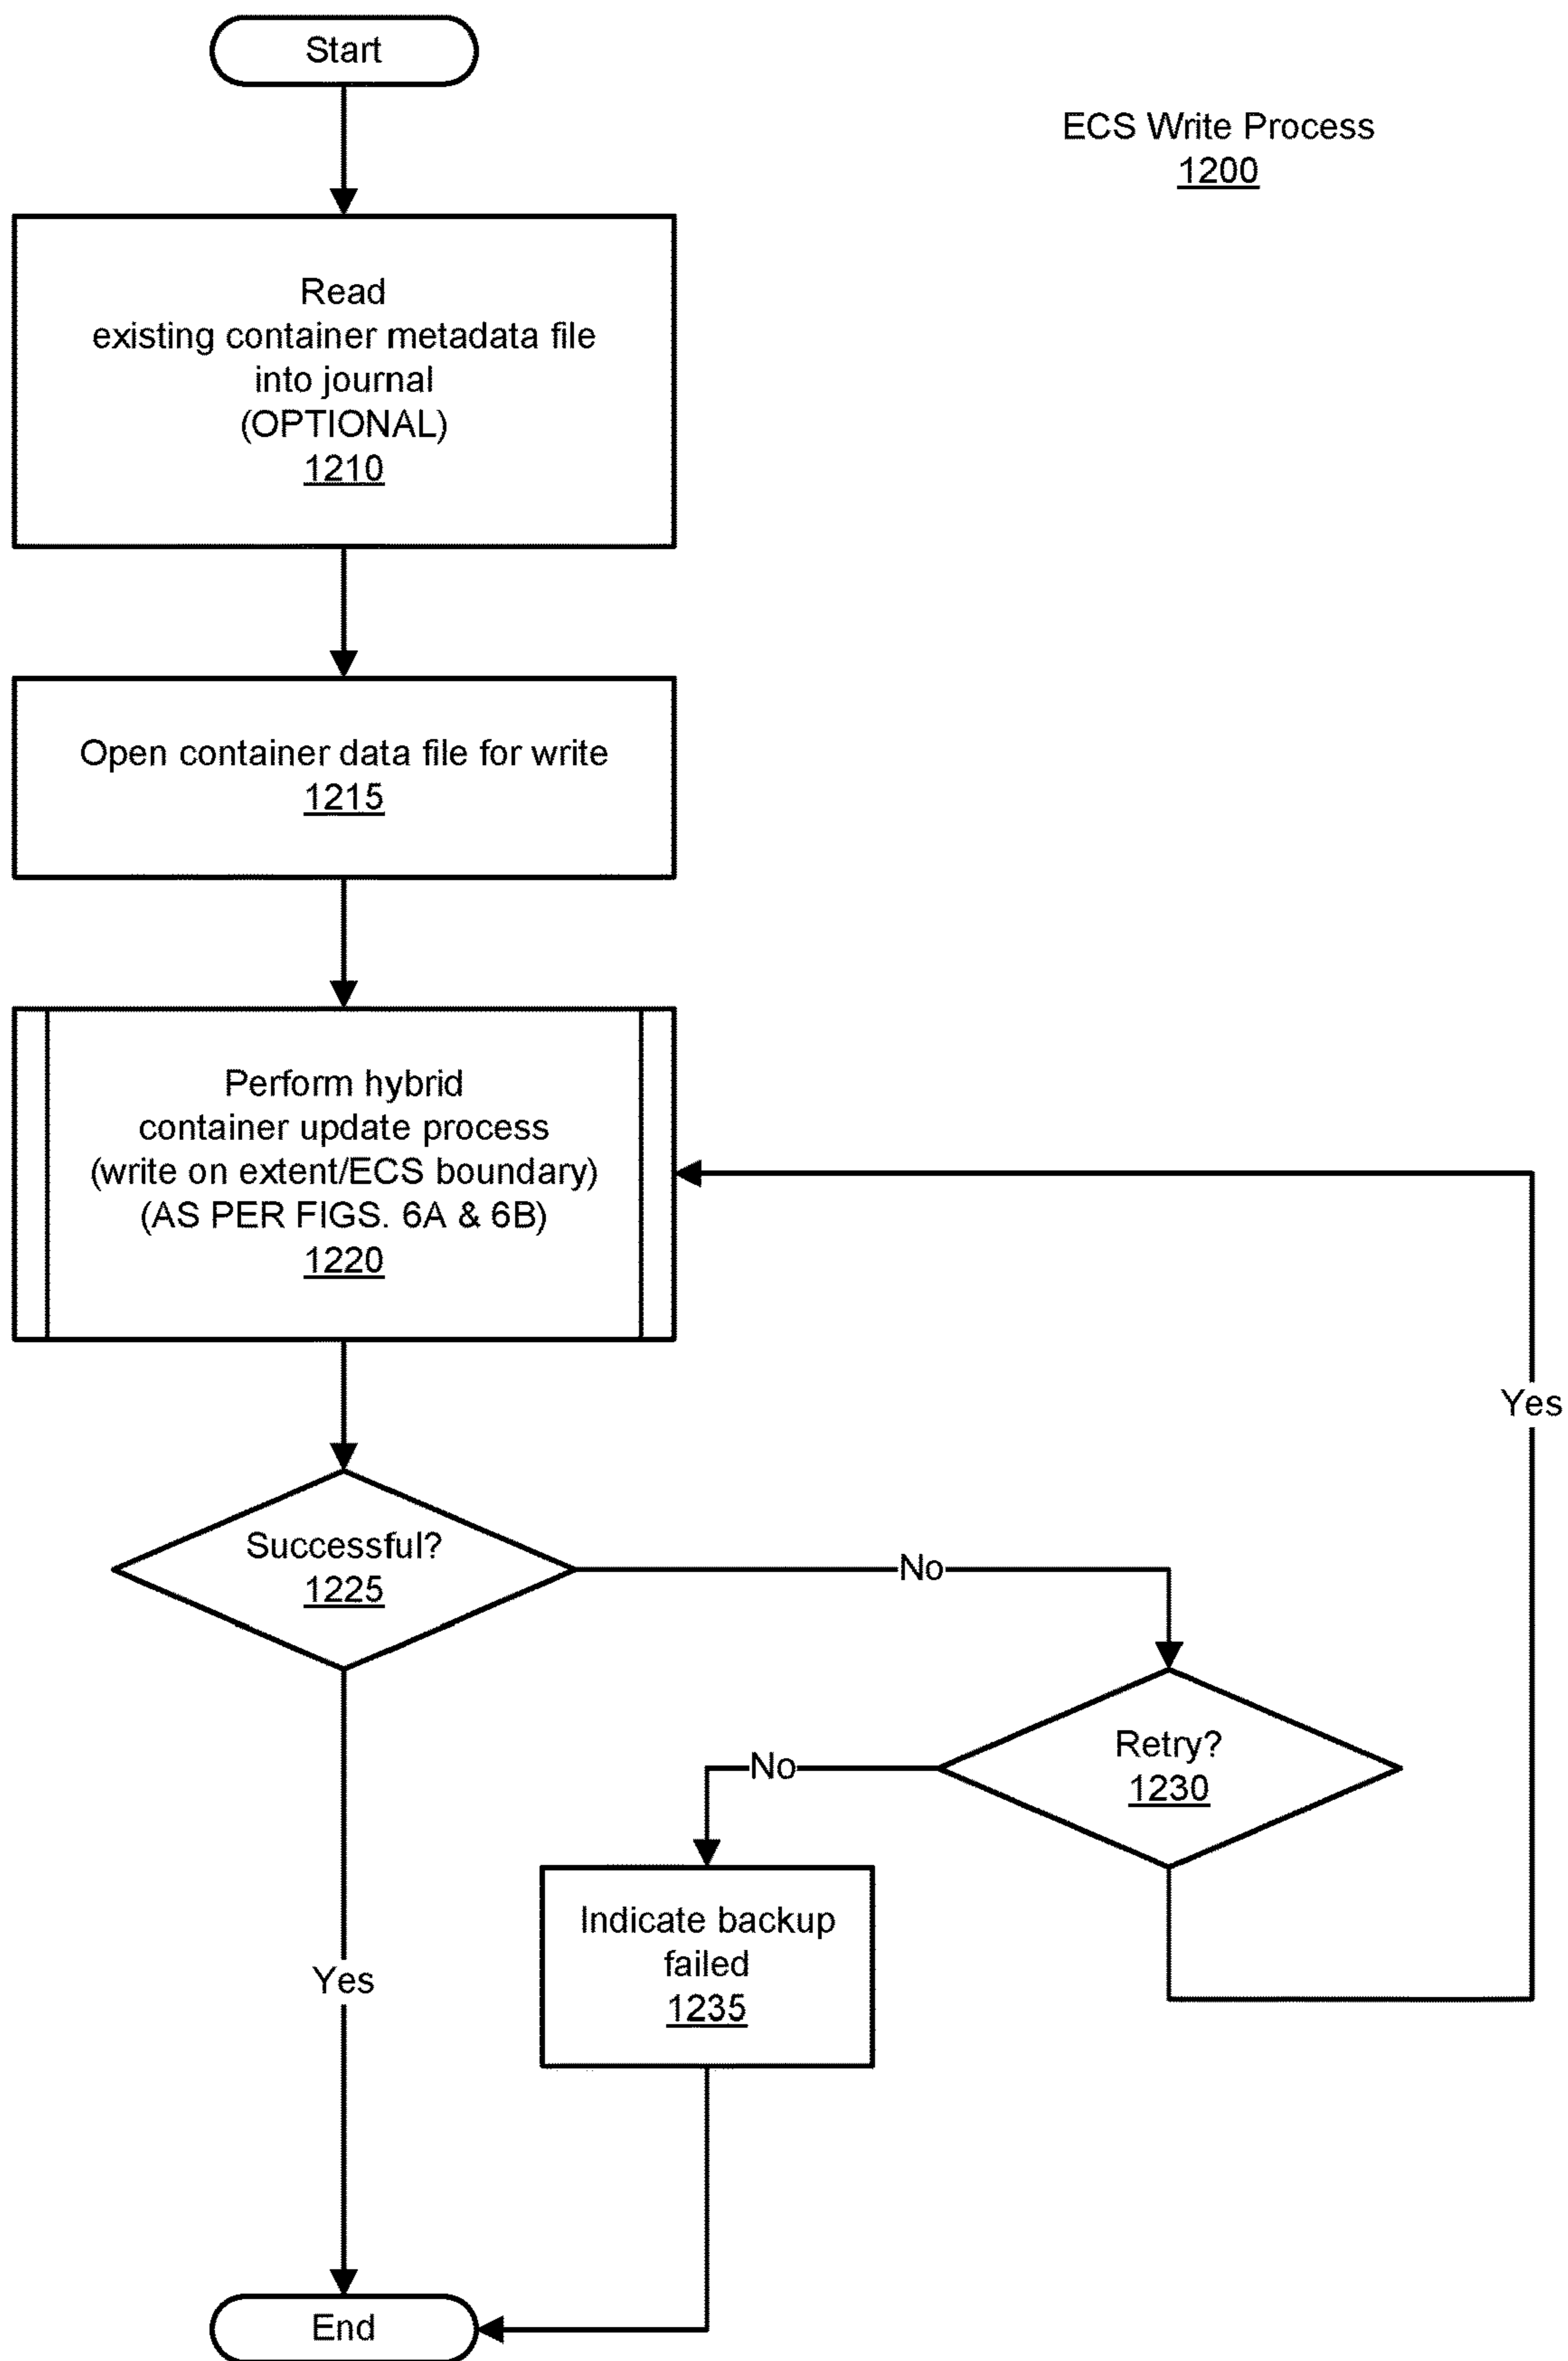 Start
ECS Write Process
1200
Read
existing container metadata file
into journal
(OPTIONAL)
1210
Open container data file for write
1215
Perform hybrid
container update process
(write on extent/ECS boundary)
(AS PER FIGS. 6A & 6B)
1220
Yes
Successful?
1225
No
Retry?
1230
No
Indicate backup
failed
1235
Yes
End